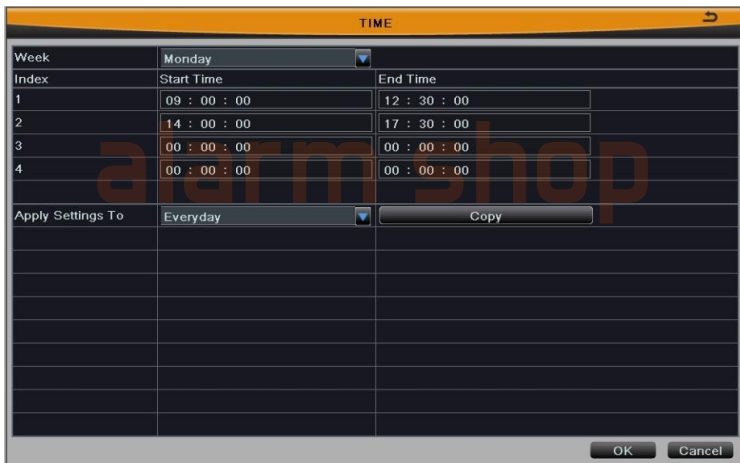 TIME
Week Monday
Index Start Time End Time
1 09 : 00 : 00 12 : 30 : 00
2 14 : 00 : 00 17 : 30 : 00
3 00 : 00 : 00 00 : 00 : 00
4 00 : 00 : 00 00 : 00 : 00
alarm shop
Apply Settings To Everyday Copy
OK Cancel